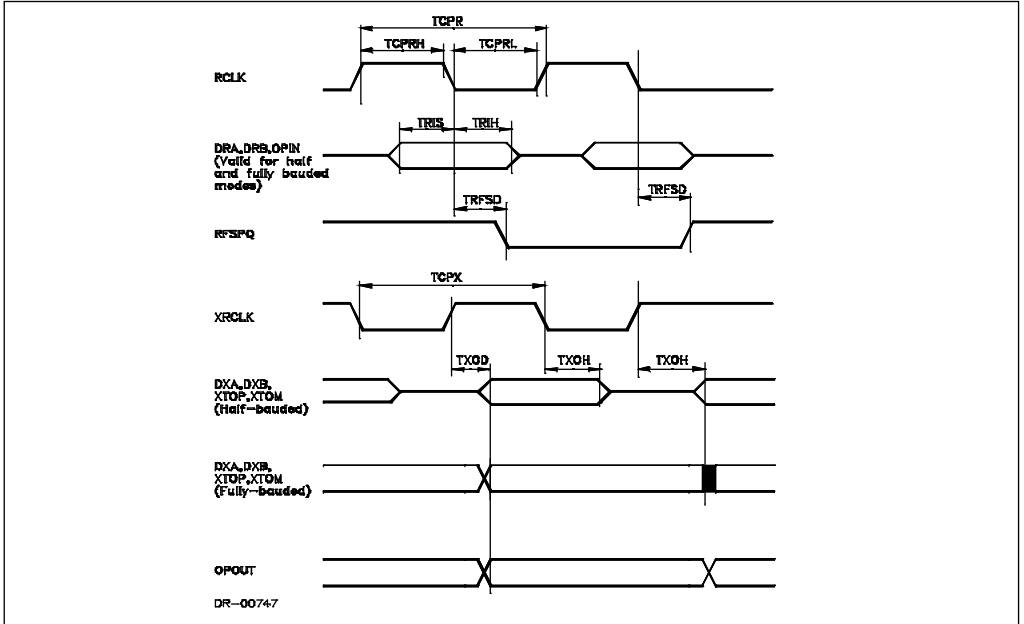 TCPR
TCPRH
TCPRL
RCLK
TRIS
TRIH
DRA,DRB,OPIN
(Valid for half
and fully bauded
modes)
TRFSD
TRFSD
RFSPQ
TCPX
XRCLK
TXOD
TXOH
TXOH
DXA,DXB,
XTOP,XTOM
(Half-bauded)
DXA,DXB,
XTOP,XTOM
(Fully-bauded)
OPOUT
DR-00747